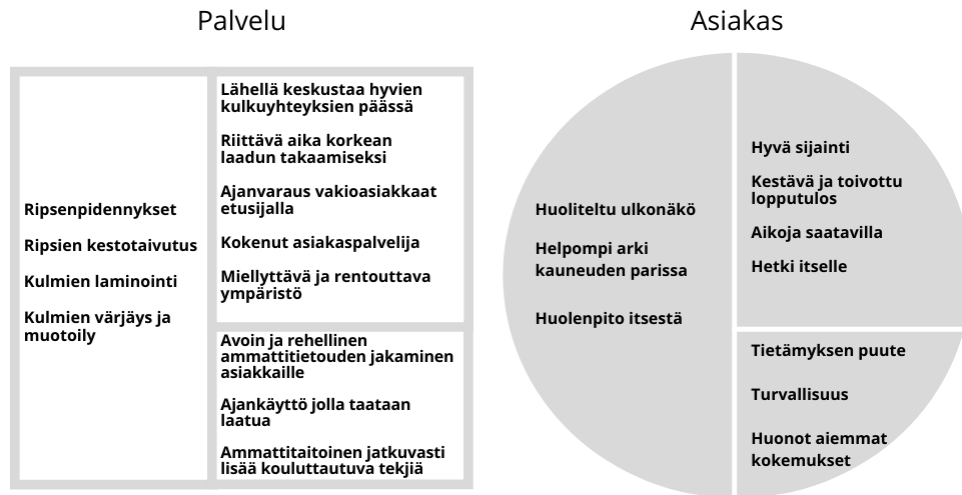 Palvelu
Ripsenpidennykset
Ripsien kestotaivutus
Kulmien laminointi
Kulmien värjäys ja
muotoily
Lähellä keskustaa hyvien
kulkuyhteyksien päässä
Riittävä aika korkean
laadun takaamiseksi
Ajanvaraus vakioasiakkaat
etusijalla
Kokenut asiakaspalvelija
Miellyttävä ja rentouttava
ympäristö
Avoin ja rehellinen
ammattitietouden jakaminen
asiakkaille
Ajankäyttö jolla taataan
laatua
Ammattitaitoinen jatkuvasti
lisää kouluttautuva tekjiä
Asiakas
Huoliteltu ulkonäkö
Helpompi arki
kauneuden parissa
Huolenpito itsestä
Hyvä sijainti
Kestävä ja toivottu
lopputulos
Aikoja saatavilla
Hetki itselle
Tietämyksen puute
Turvallisuus
Huonot aiemmat
kokemukset